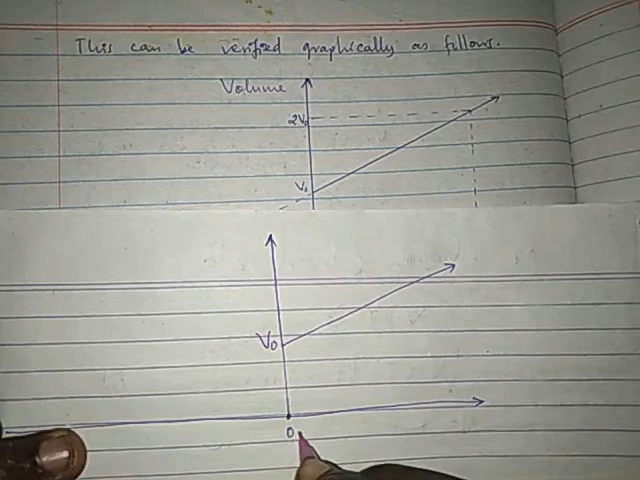 This can be verified graphically as follows.
Volume
2V₀
V₀
V₀
0